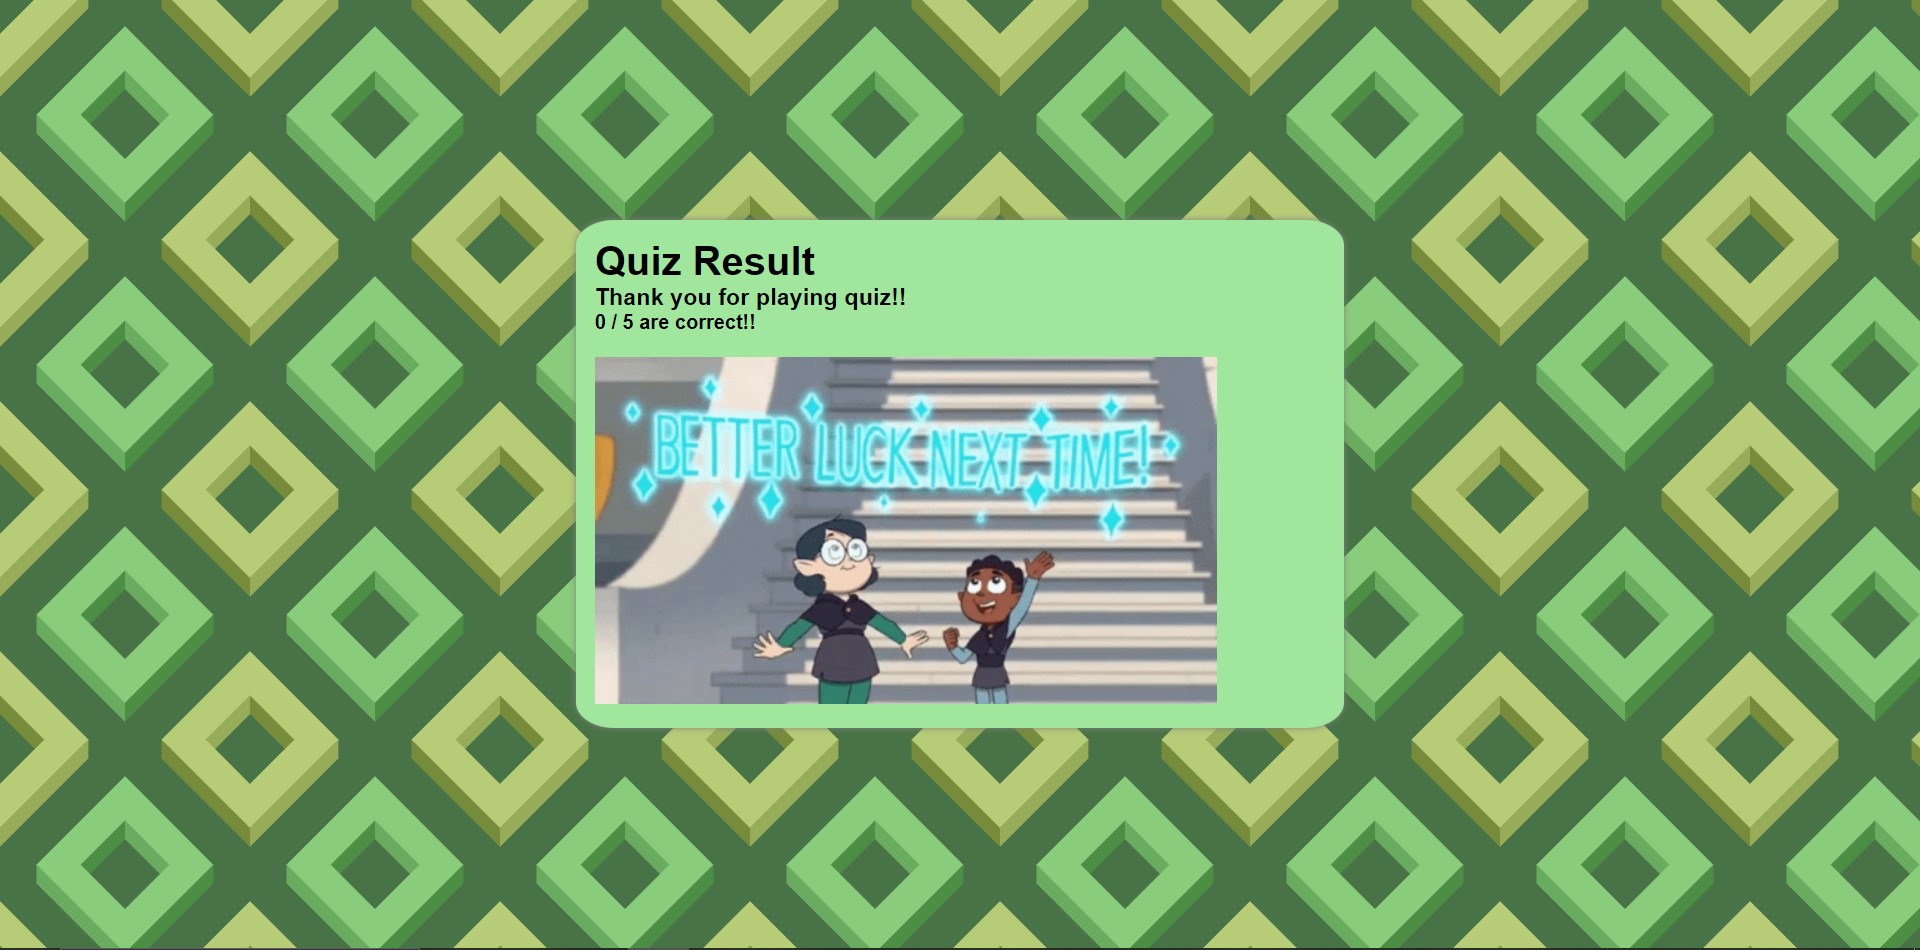 Quiz Result
Thank you for playing quiz!!
0 / 5 are correct!!
BETTER LUCK NEXT TIME!